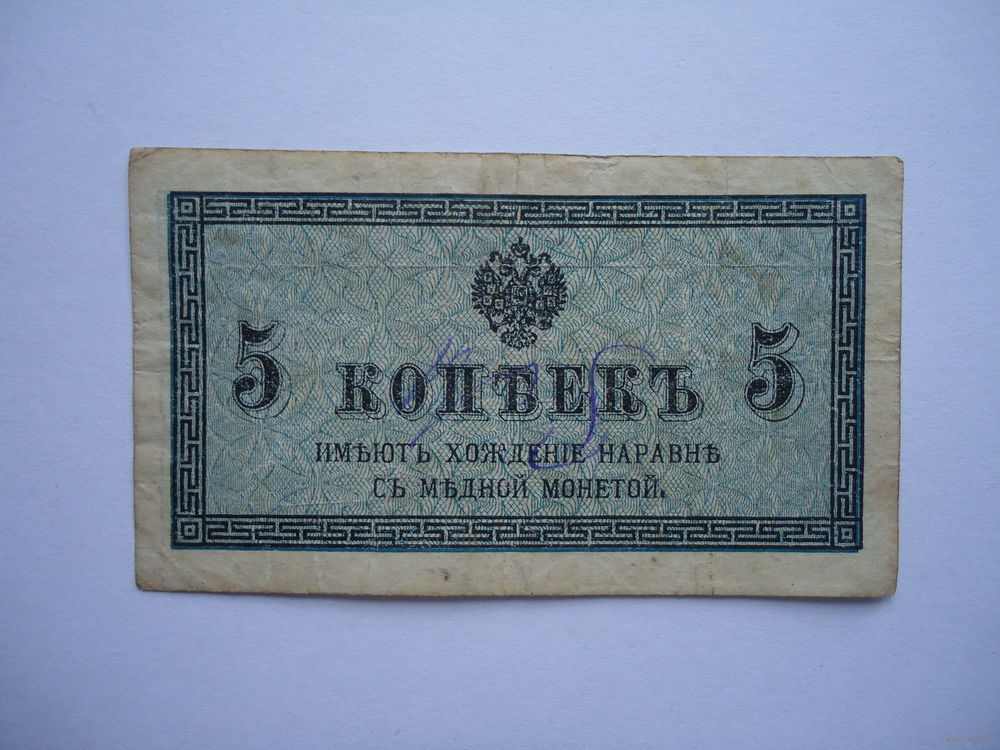 5 КОПѢЕКЪ 5
ИМѢЮТЪ ХОЖДЕНІЕ НАРАВНѢ
СЪ МѢДНОЙ МОНЕТОЙ.